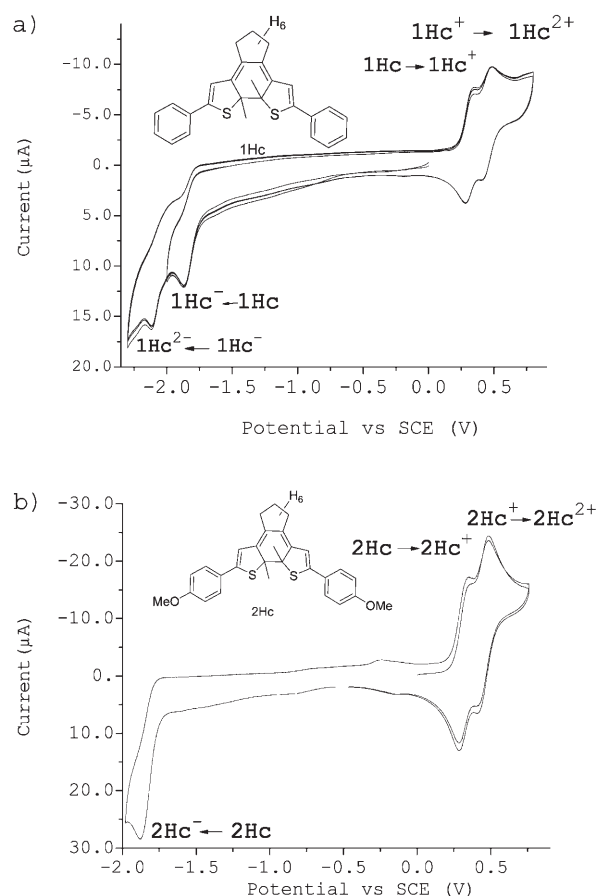 a)
1Hc⁺ → 1Hc²⁺
1Hc → 1Hc⁺
H₆
S S
1Hc
1Hc⁻ ← 1Hc
1Hc²⁻ ← 1Hc⁻
Current(µA)
-10.0
-5.0
0.
5.0
10.0
15.0
20.0
-2.0 -1.5 -1.0 -0.5 0.0 0.5
Potential vs SCE (V)
b)
2Hc⁺ → 2Hc²⁺
2Hc → 2Hc⁺
H₆
S S
MeO OMe
2Hc
2Hc⁻ ← 2Hc
Current(µA)
-30.0
-20.0
-10.0
0.
10.0
20.0
30.0
-2.0 -1.5 -1.0 -0.5 0.0 0.5
Potential vs SCE (V)